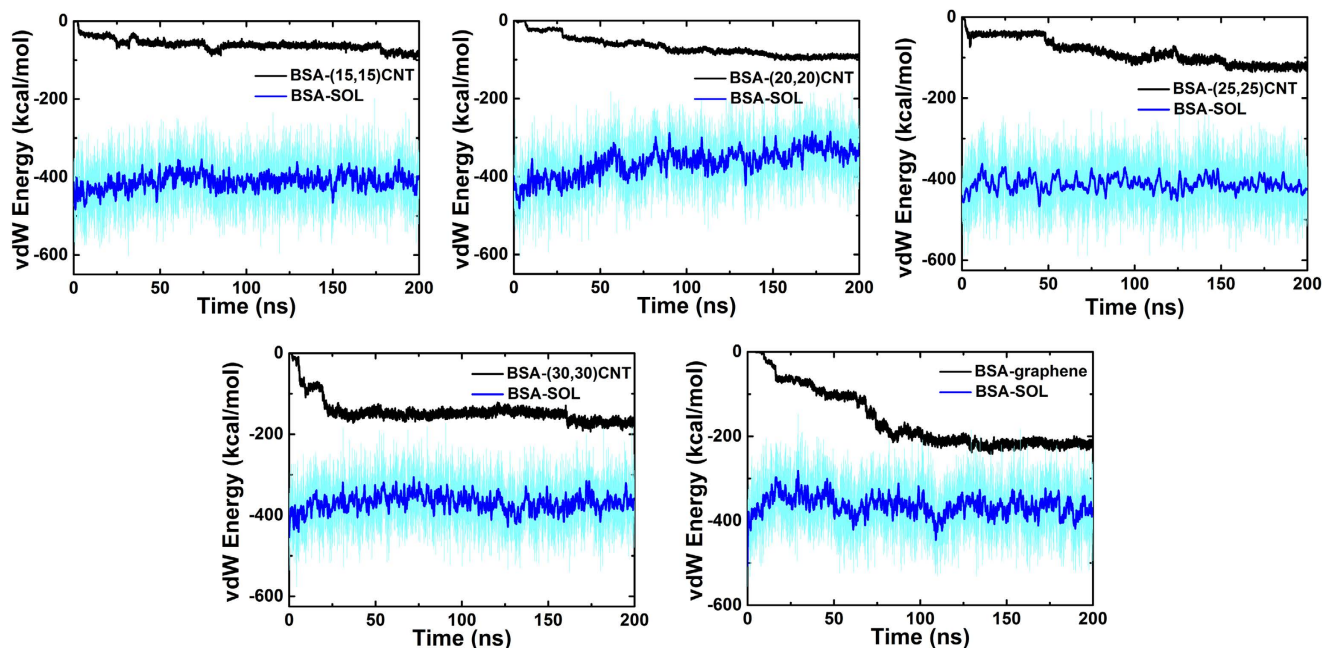 vdW Energy (kcal/mol)
0
-200
-400
-600
BSA-(15,15)CNT
BSA-SOL
0 50 100 150 200
Time (ns)
vdW Energy (kcal/mol)
0
-200
-400
-600
BSA-(20,20)CNT
BSA-SOL
0 50 100 150 200
Time (ns)
vdW Energy (kcal/mol)
0
-200
-400
-600
BSA-(25,25)CNT
BSA-SOL
0 50 100 150 200
Time (ns)
vdW Energy (kcal/mol)
0
-200
-400
-600
BSA-(30,30)CNT
BSA-SOL
0 50 100 150 200
Time (ns)
vdW Energy (kcal/mol)
0
-200
-400
-600
BSA-graphene
BSA-SOL
0 50 100 150 200
Time (ns)